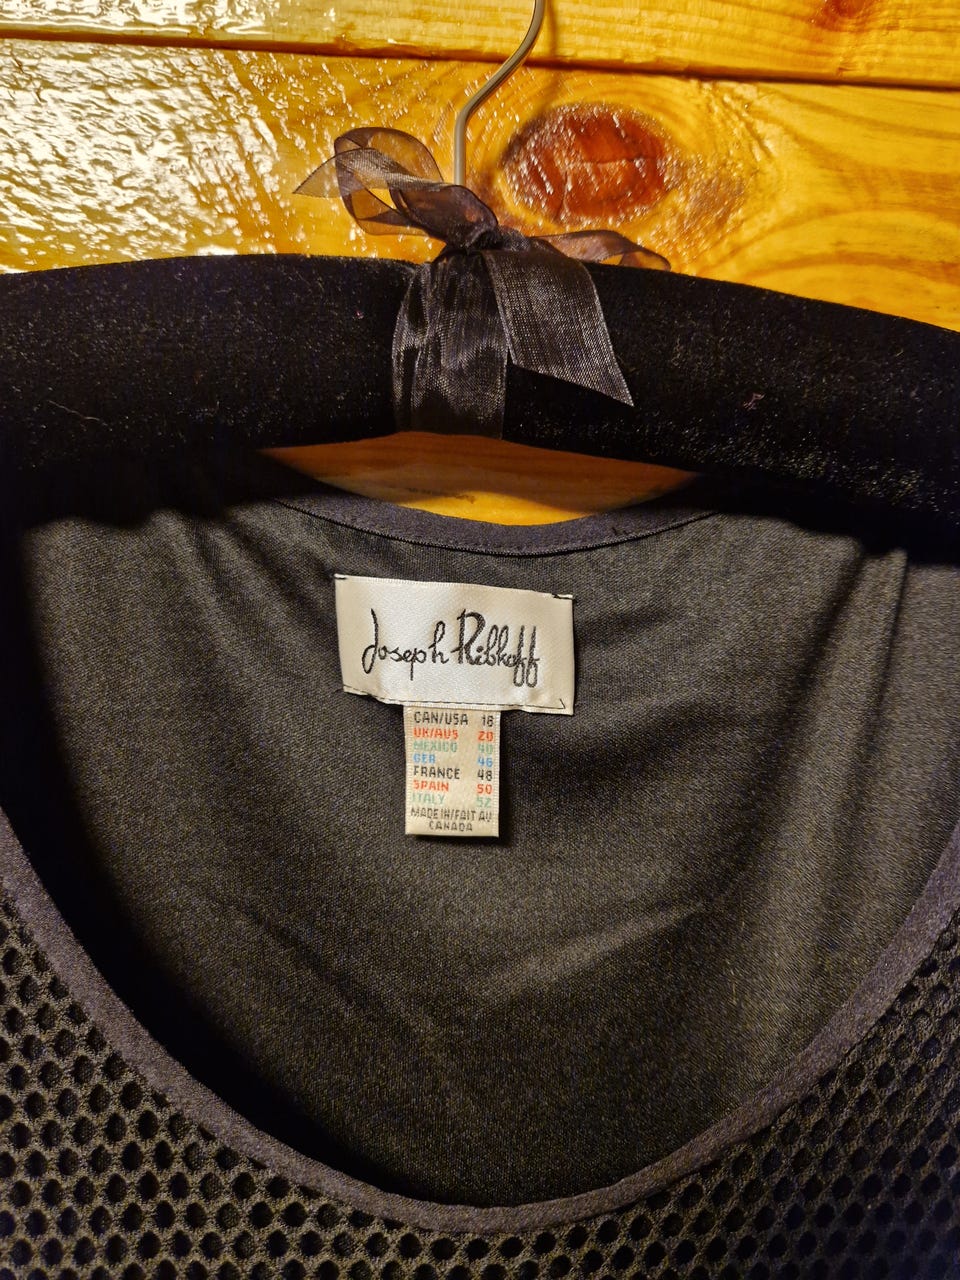 Joseph Ribkoff
CAN/USA 18
UK/AUS 20
MEXICO 40
GER 46
FRANCE 48
SPAIN 50
ITALY 52
MADE IN/FAIT AU
CANADA